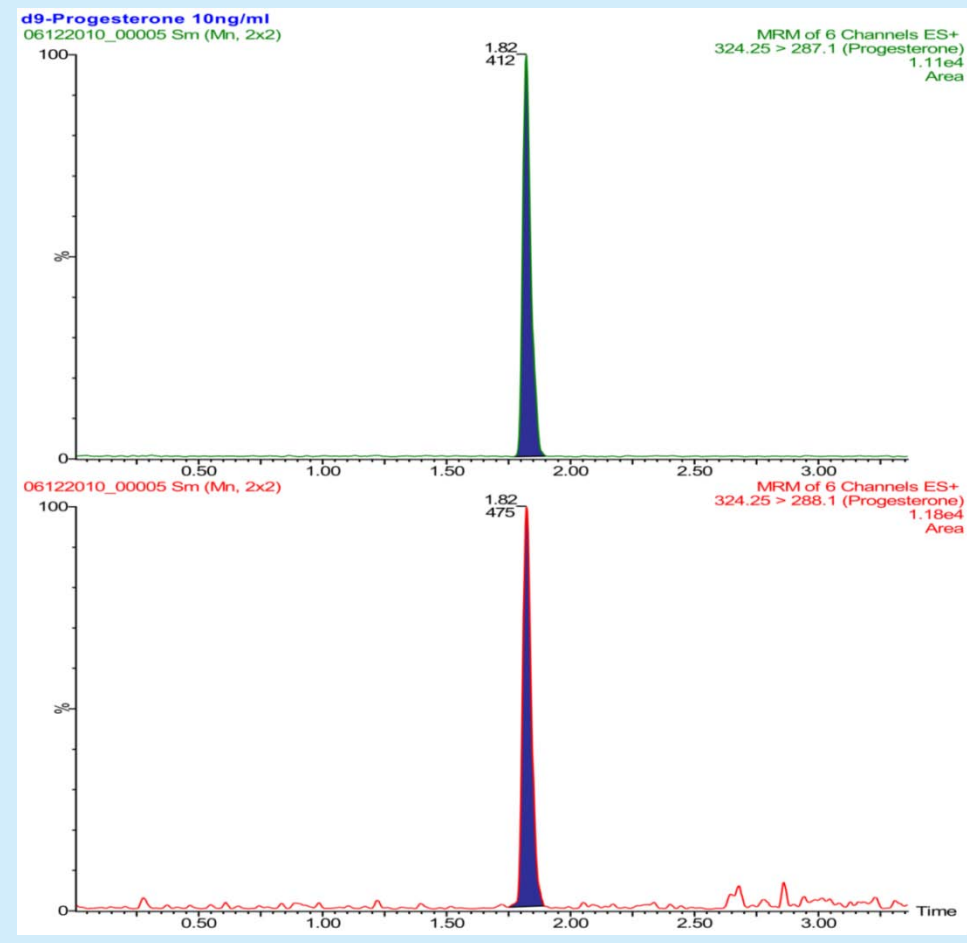 d9-Progesterone 10ng/ml
06122010_00005 Sm (Mn, 2x2)
MRM of 6 Channels ES+
324.25 > 287.1 (Progesterone)
1.11e4
Area
1.82
412
100
%
0
0.50 1.00 1.50 2.00 2.50 3.00
06122010_00005 Sm (Mn, 2x2)
MRM of 6 Channels ES+
324.25 > 288.1 (Progesterone)
1.18e4
Area
1.82
475
100
%
0
0.50 1.00 1.50 2.00 2.50 3.00 Time